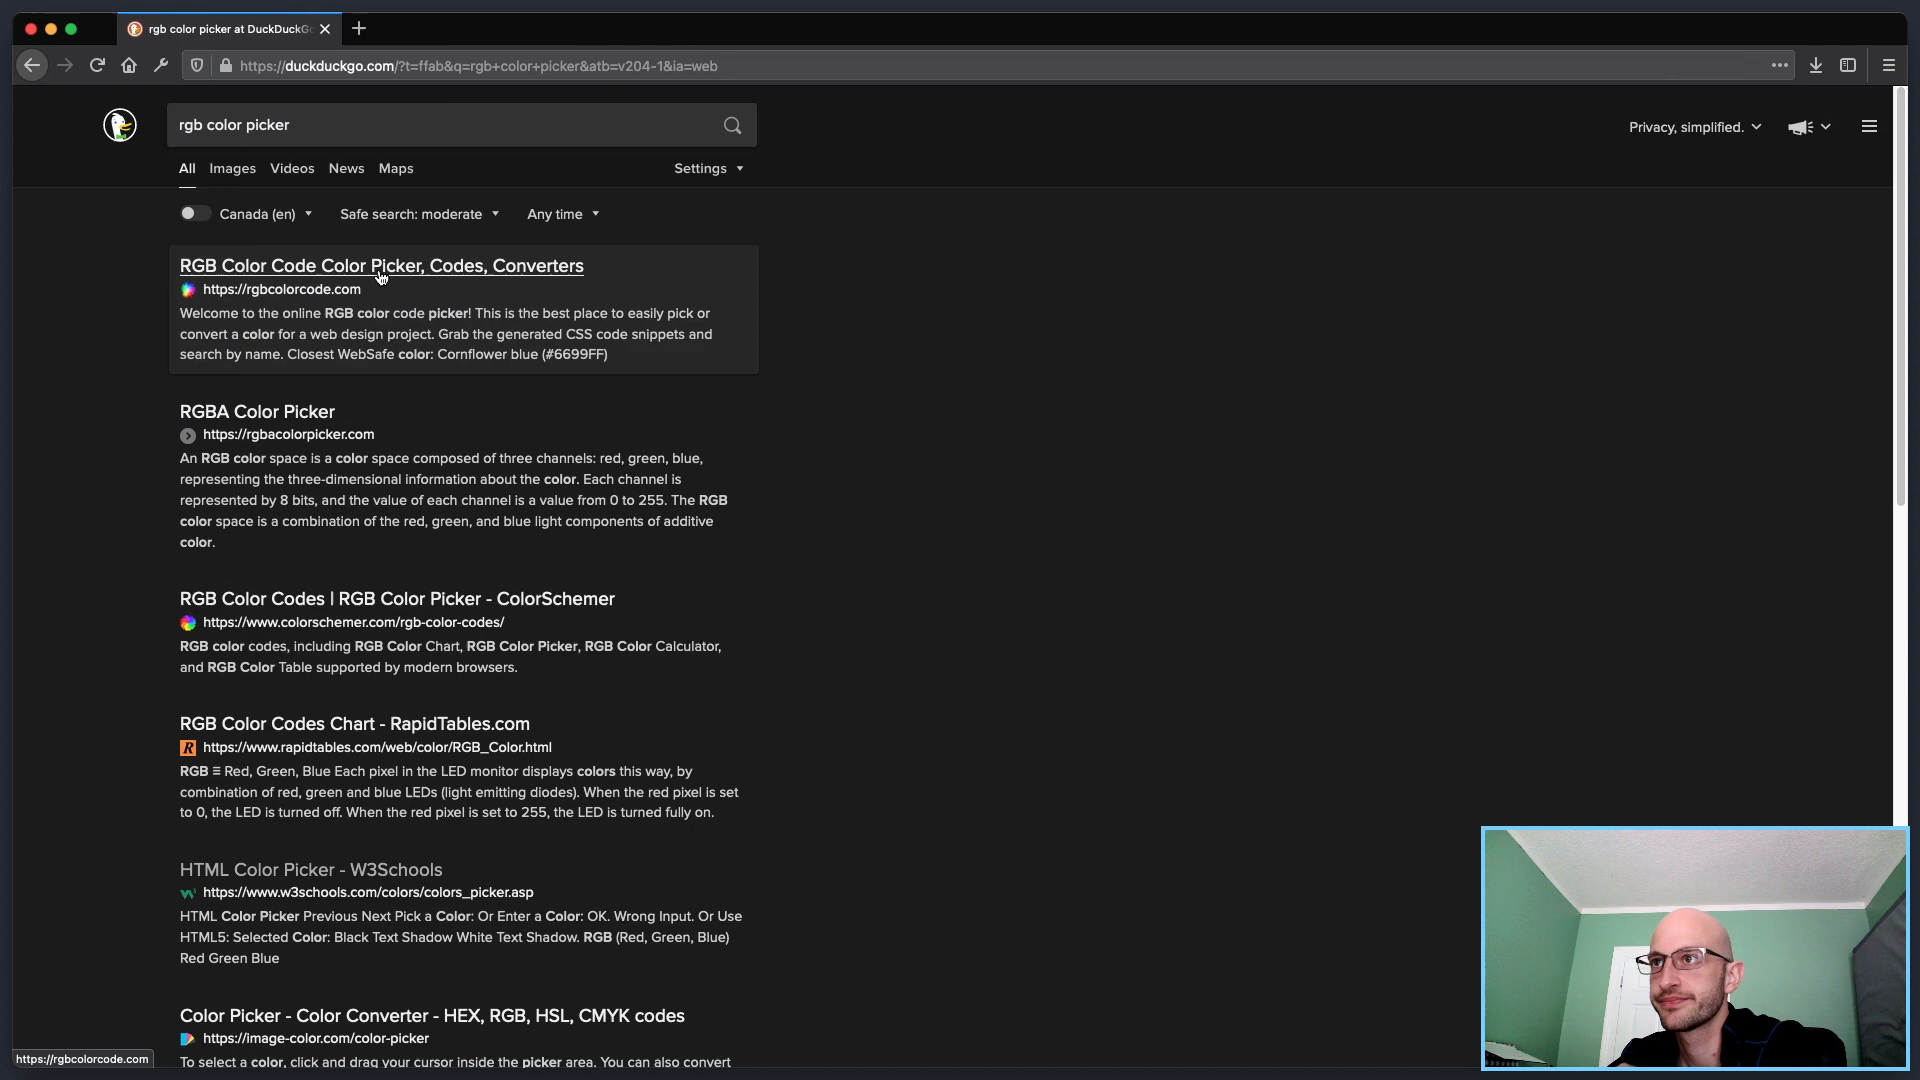 rgb color picker at DuckDuckG
https://duckduckgo.com/?t=ffab&q=rgb+color+picker&atb=v204-1&ia=web
rgb color picker
Privacy, simplified.
All Images Videos News Maps Settings
Canada (en) Safe search: moderate Any time
RGB Color Code Color Picker, Codes, Converters
https://rgbcolorcode.com
Welcome to the online RGB color code picker! This is the best place to easily pick or
convert a color for a web design project. Grab the generated CSS code snippets and
search by name. Closest WebSafe color: Cornflower blue (#6699FF)
RGBA Color Picker
https://rgbacolorpicker.com
An RGB color space is a color space composed of three channels: red, green, blue,
representing the three-dimensional information about the color. Each channel is
represented by 8 bits, and the value of each channel is a value from 0 to 255. The RGB
color space is a combination of the red, green, and blue light components of additive
color.
RGB Color Codes | RGB Color Picker - ColorSchemer
https://www.colorschemer.com/rgb-color-codes/
RGB color codes, including RGB Color Chart, RGB Color Picker, RGB Color Calculator,
and RGB Color Table supported by modern browsers.
RGB Color Codes Chart - RapidTables.com
R https://www.rapidtables.com/web/color/RGB_Color.html
RGB ≡ Red, Green, Blue Each pixel in the LED monitor displays colors this way, by
combination of red, green and blue LEDs (light emitting diodes). When the red pixel is set
to 0, the LED is turned off. When the red pixel is set to 255, the LED is turned fully on.
HTML Color Picker - W3Schools
https://www.w3schools.com/colors/colors_picker.asp
HTML Color Picker Previous Next Pick a Color: Or Enter a Color: OK. Wrong Input. Or Use
HTML5: Selected Color: Black Text Shadow White Text Shadow. RGB (Red, Green, Blue)
Red Green Blue
Color Picker - Color Converter - HEX, RGB, HSL, CMYK codes
https://image-color.com/color-picker
To select a color, click and drag your cursor inside the picker area. You can also convert
https://rgbcolorcode.com